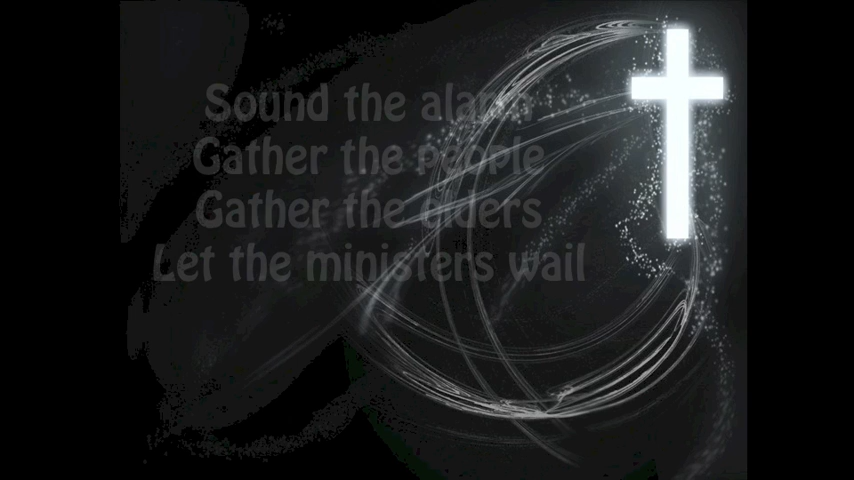 Sound the alarm
Gather the people
Gather the elders
Let the ministers wail